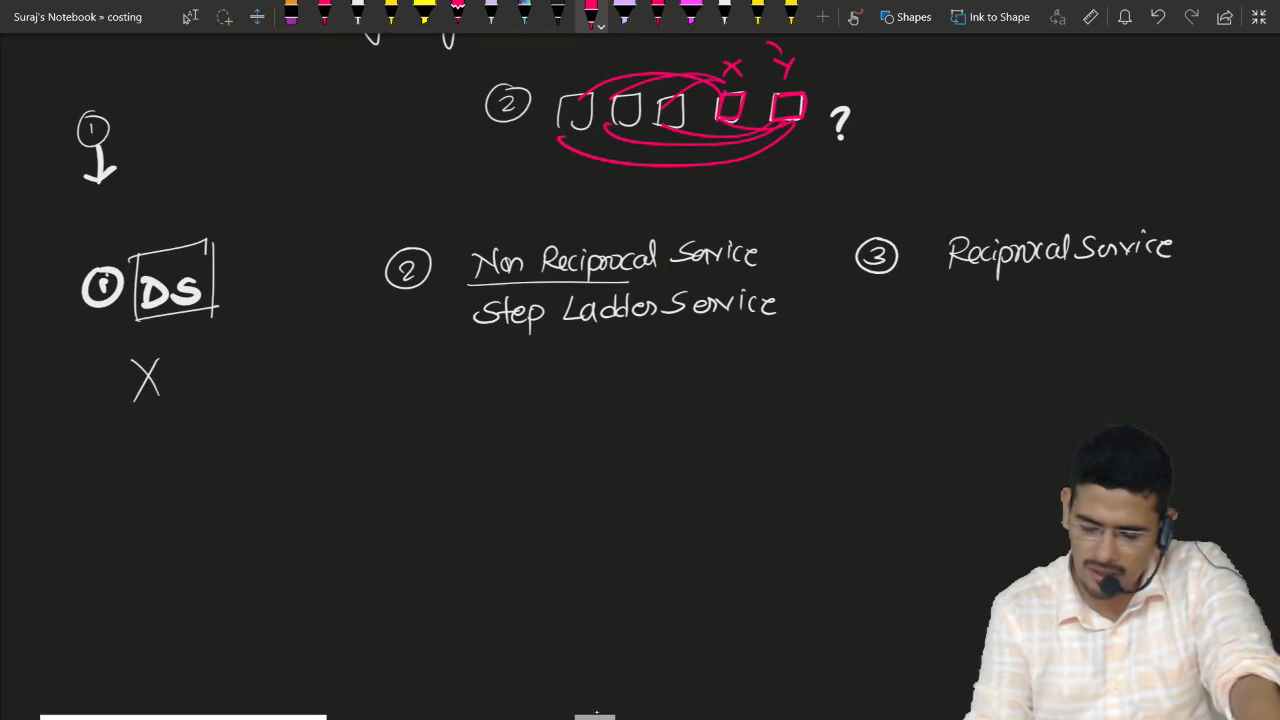 Suraj's Notebook » costing
Shapes
Ink to Shape
X Y
2 ?
1
1 DS
2 Non Reciprocal Service
Step Ladder Service
3 Reciprocal Service
X